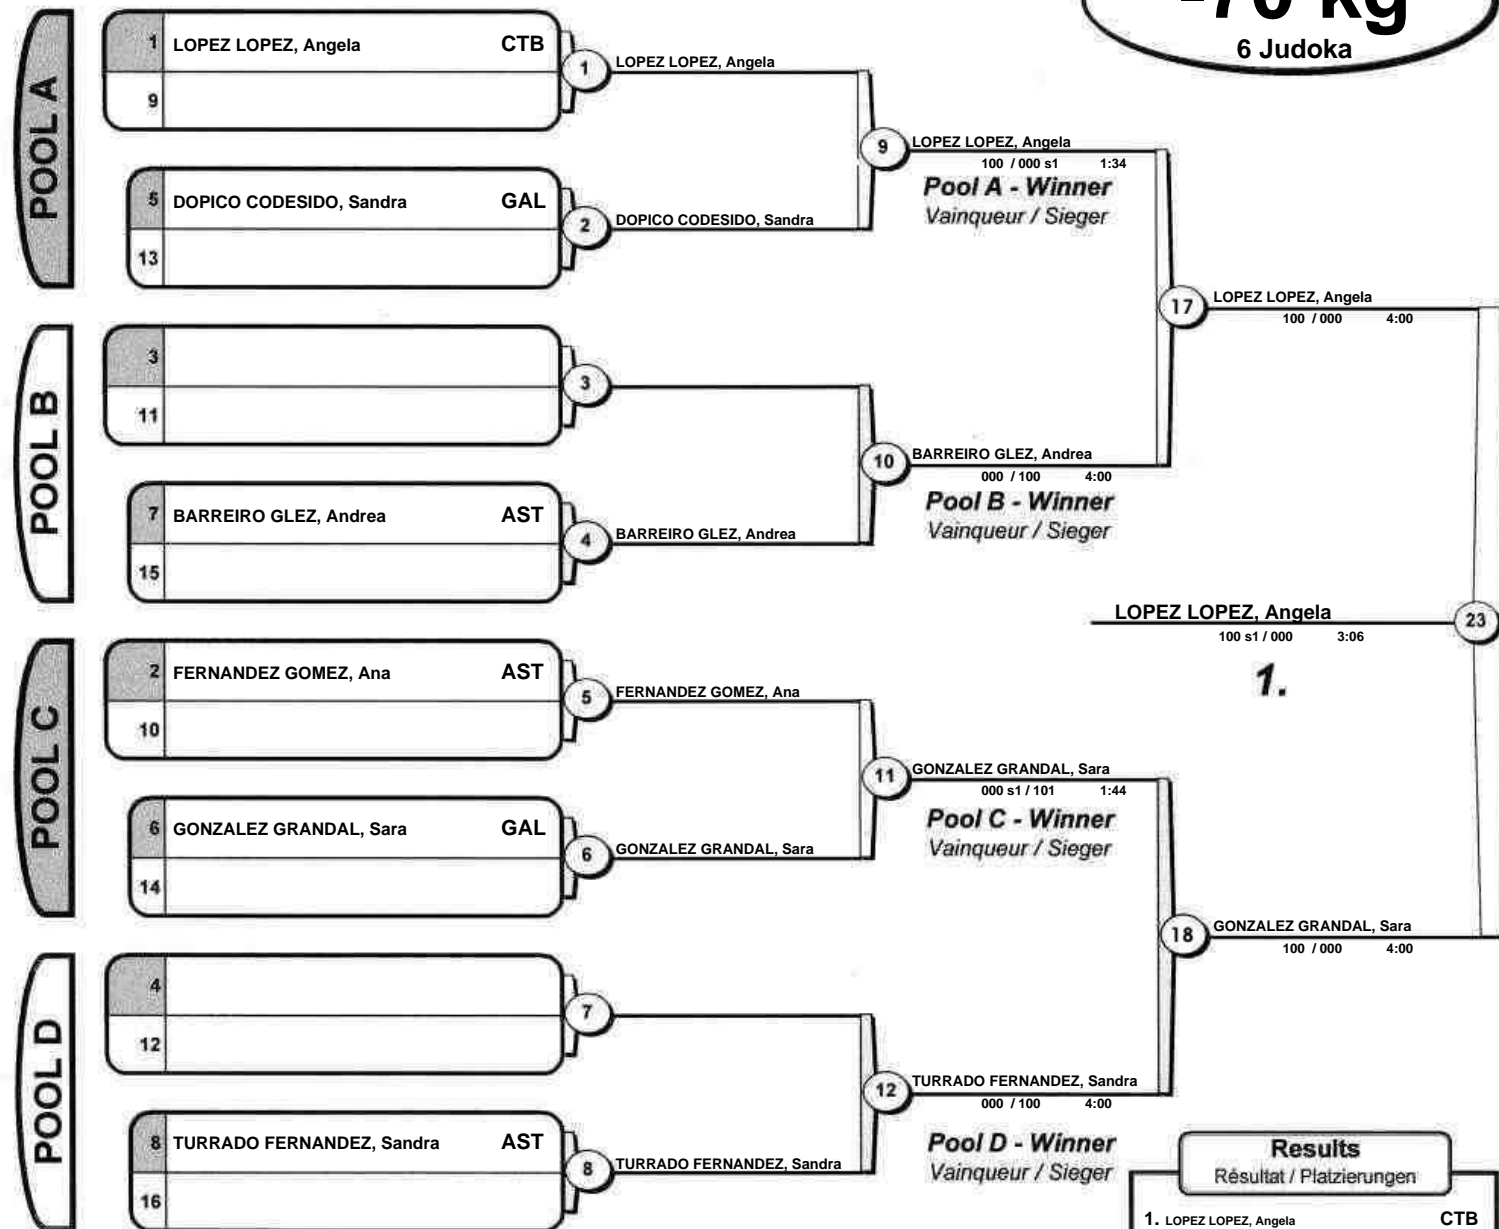 -70 kg
6 Judoka
POOL A
1 LOPEZ LOPEZ, Angela CTB
9
1
LOPEZ LOPEZ, Angela
5 DOPICO CODESIDO, Sandra GAL
13
2
DOPICO CODESIDO, Sandra
9
LOPEZ LOPEZ, Angela
100 / 000 s1 1:34
Pool A - Winner
Vainqueur / Sieger
POOL B
3
11
3
7 BARREIRO GLEZ, Andrea AST
15
4
BARREIRO GLEZ, Andrea
10
BARREIRO GLEZ, Andrea
000 / 100 4:00
Pool B - Winner
Vainqueur / Sieger
17
LOPEZ LOPEZ, Angela
100 / 000 4:00
LOPEZ LOPEZ, Angela
23
100 s1 / 000 3:06
1.
POOL C
2 FERNANDEZ GOMEZ, Ana AST
10
5
FERNANDEZ GOMEZ, Ana
6 GONZALEZ GRANDAL, Sara GAL
14
6
GONZALEZ GRANDAL, Sara
11
GONZALEZ GRANDAL, Sara
000 s1 / 101 1:44
Pool C - Winner
Vainqueur / Sieger
18
GONZALEZ GRANDAL, Sara
100 / 000 4:00
POOL D
4
12
7
8 TURRADO FERNANDEZ, Sandra AST
16
8
TURRADO FERNANDEZ, Sandra
12
TURRADO FERNANDEZ, Sandra
000 / 100 4:00
Pool D - Winner
Vainqueur / Sieger
Results
Résultat / Platzierungen
1. LOPEZ LOPEZ, Angela CTB